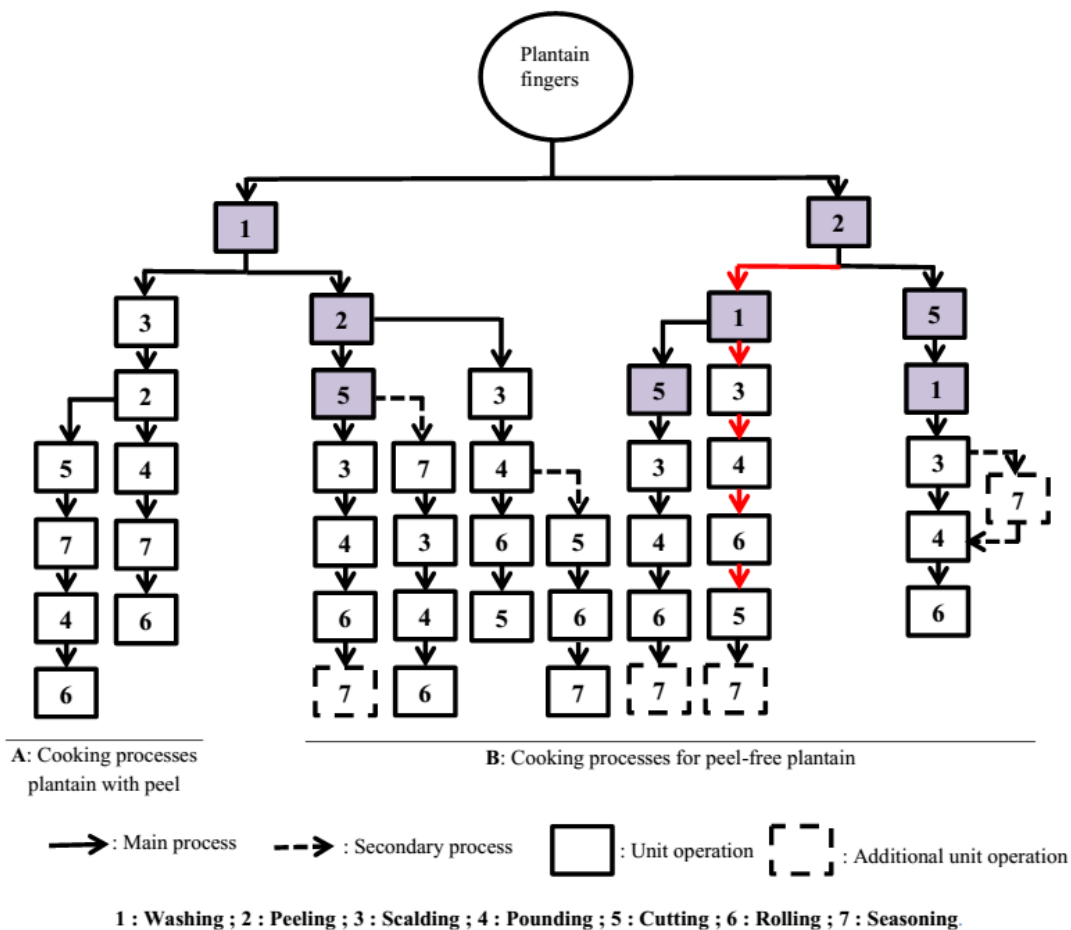 Plantain
fingers
1 2
3 2 1 5
2 5 3 5 3 1
5 4 3 7 4 3 4 3 7
7 7 4 3 6 5 4 6 4
4 6 6 4 5 6 6 5 6
6 7 6 7 7 7
A: Cooking processes
plantain with peel
B: Cooking processes for peel-free plantain
: Main process : Secondary process : Unit operation : Additional unit operation
1 : Washing ; 2 : Peeling ; 3 : Scalding ; 4 : Pounding ; 5 : Cutting ; 6 : Rolling ; 7 : Seasoning.